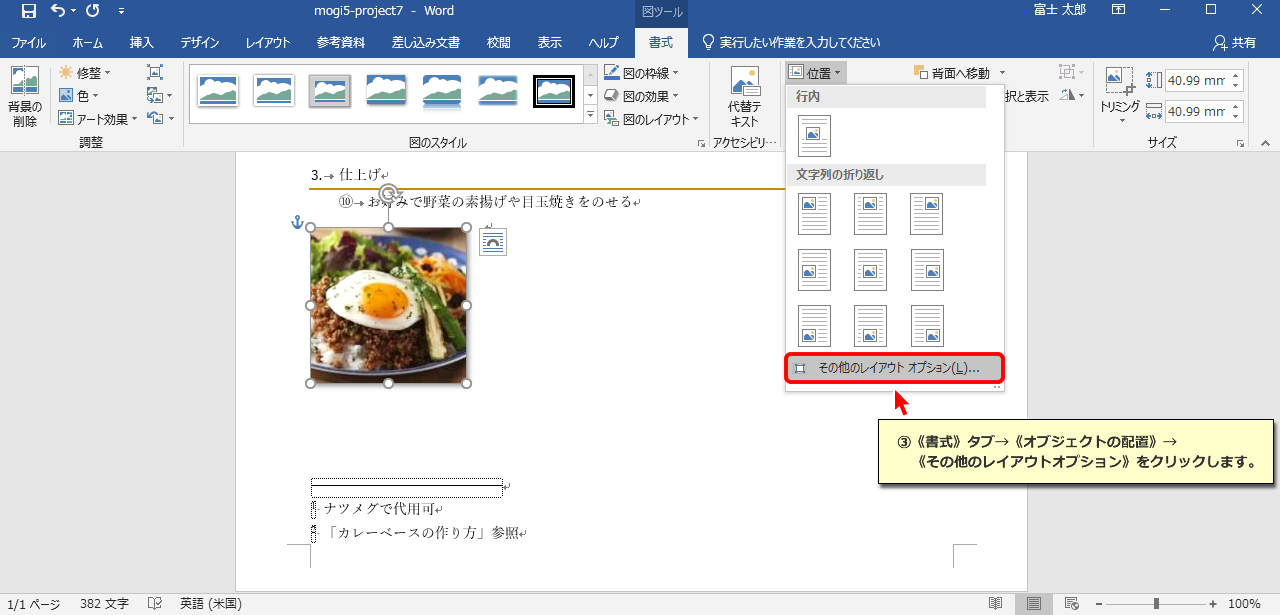 mogi5-project7 - Word
図ツール
富士 太郎
ファイル ホーム 挿入 デザイン レイアウト 参考資料 差し込み文書 校閲 表示 ヘルプ 書式 実行したい作業を入力してください 共有
背景の
削除
修整
色
アート効果
調整
図のスタイル
図の枠線
図の効果
図のレイアウト
代替テ
キスト
アクセシビリ…
位置
背面へ移動
択と表示
トリミング
40.99 mm
40.99 mm
サイズ
行内
文字列の折り返し
その他のレイアウト オプション(L)...
3.→ 仕上げ↵
⑩→お好みで野菜の素揚げや目玉焼きをのせる↵
③《書式》タブ→《オブジェクトの配置》→
《その他のレイアウトオプション》をクリックします。
ナツメグで代用可↵
「カレーベースの作り方」参照↵
1/1 ページ 382 文字 英語 (米国) 100%